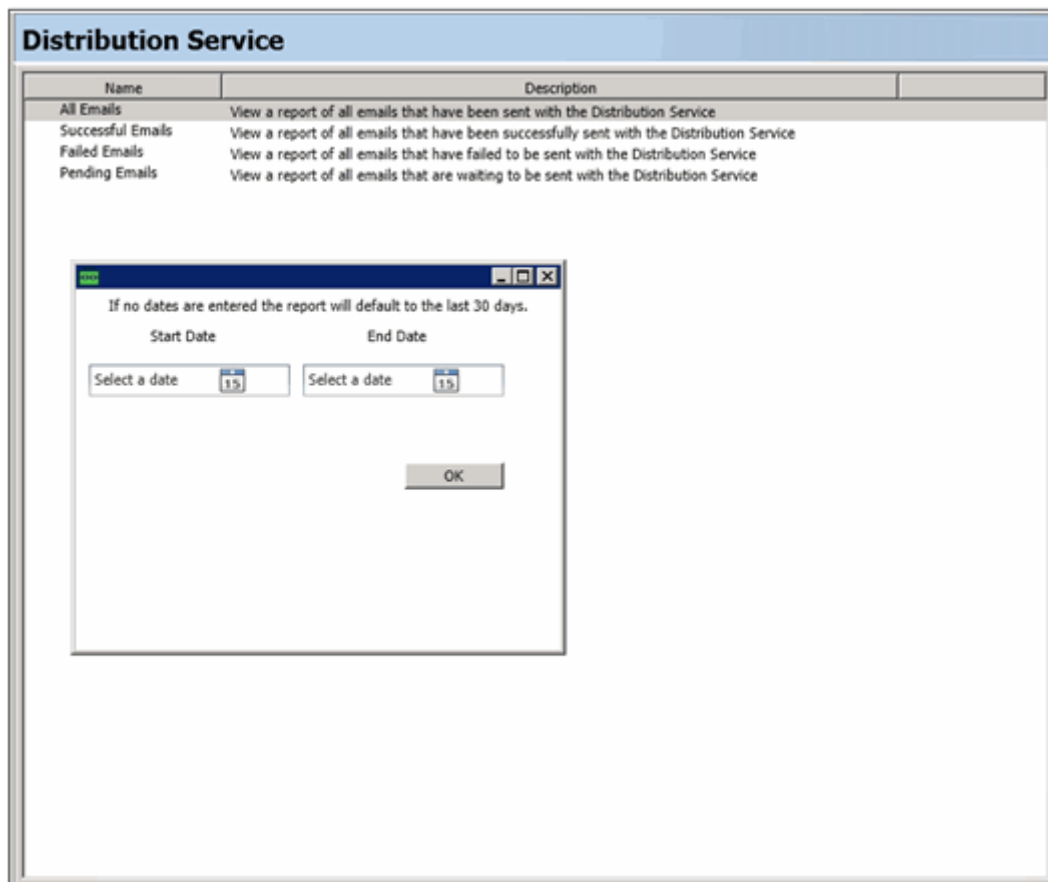 Distribution Service
Name Description
All Emails View a report of all emails that have been sent with the Distribution Service
Successful Emails View a report of all emails that have been successfully sent with the Distribution Service
Failed Emails View a report of all emails that have failed to be sent with the Distribution Service
Pending Emails View a report of all emails that are waiting to be sent with the Distribution Service
If no dates are entered the report will default to the last 30 days.
Start Date End Date
Select a date 15 Select a date 15
OK